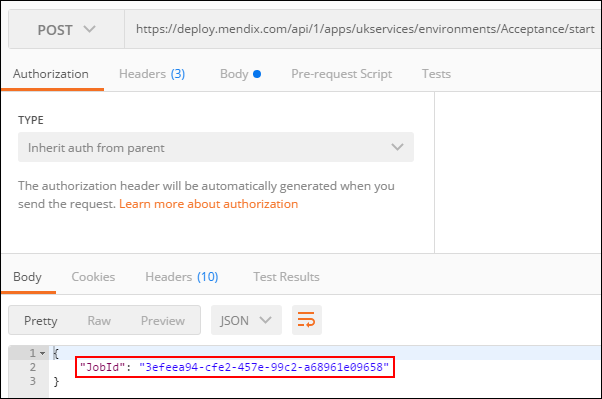 POST https://deploy.mendix.com/api/1/apps/ukservices/environments/Acceptance/start
Authorization Headers (3) Body Pre-request Script Tests
TYPE
Inherit auth from parent
The authorization header will be automatically generated when you
send the request. Learn more about authorization
Body Cookies Headers (10) Test Results
Pretty Raw Preview JSON
1 {
2 "JobId": "3efeea94-cfe2-457e-99c2-a68961e09658"
3 }